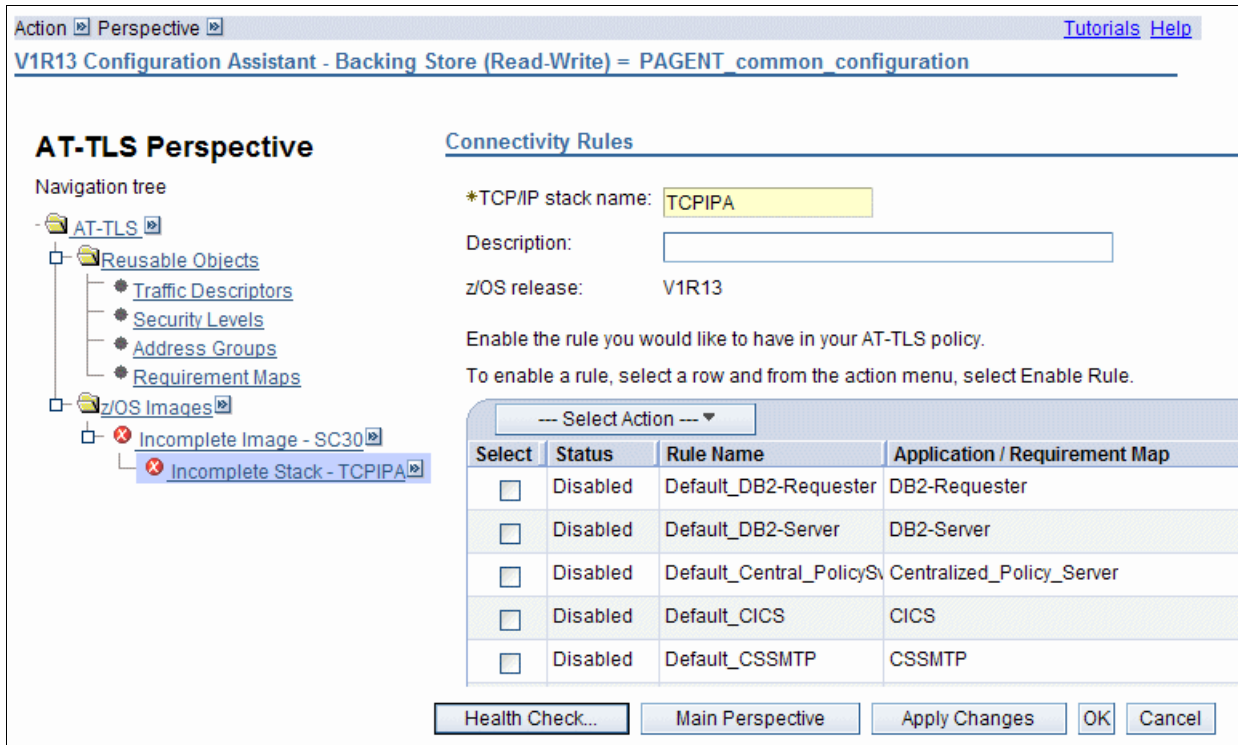 Action Perspective Tutorials Help
V1R13 Configuration Assistant - Backing Store (Read-Write) = PAGENT_common_configuration
AT-TLS Perspective
Navigation tree
AT-TLS
Reusable Objects
Traffic Descriptors
Security Levels
Address Groups
Requirement Maps
z/OS Images
Incomplete Image - SC30
Incomplete Stack - TCPIPA
Connectivity Rules
*TCP/IP stack name: TCPIPA
Description:
z/OS release: V1R13
Enable the rule you would like to have in your AT-TLS policy.
To enable a rule, select a row and from the action menu, select Enable Rule.
--- Select Action ---
Select Status Rule Name Application / Requirement Map
Disabled Default_DB2-Requester DB2-Requester
Disabled Default_DB2-Server DB2-Server
Disabled Default_Central_PolicySv Centralized_Policy_Server
Disabled Default_CICS CICS
Disabled Default_CSSMTP CSSMTP
Health Check... Main Perspective Apply Changes OK Cancel